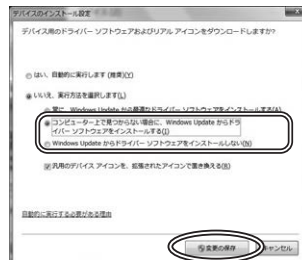 デバイスのインストール設定
デバイス用のドライバー ソフトウェアおよびリアル アイコンをダウンロードしますか?
はい、自動的に実行します (推奨)(Y)
いいえ、実行方法を選択します(L)
常に、Windows Update から最適なドライバー ソフトウェアをインストールする(A)
コンピューター上で見つからない場合に、Windows Update からドラ
イバー ソフトウェアをインストールする(I)
Windows Update からドライバー ソフトウェアをインストールしない(N)
汎用のデバイス アイコンを、拡張されたアイコンで置き換える(R)
自動的に実行する必要がある理由
変更の保存
キャンセル